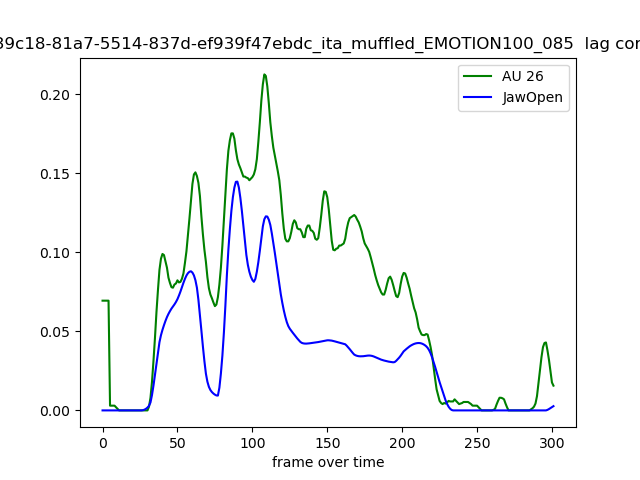 39c18-81a7-5514-837d-ef939f47ebdc_ita_muffled_EMOTION100_085 lag cor
AU 26
JawOpen
0.20
0.15
0.10
0.05
0.00
0 50 100 150 200 250 300
frame over time